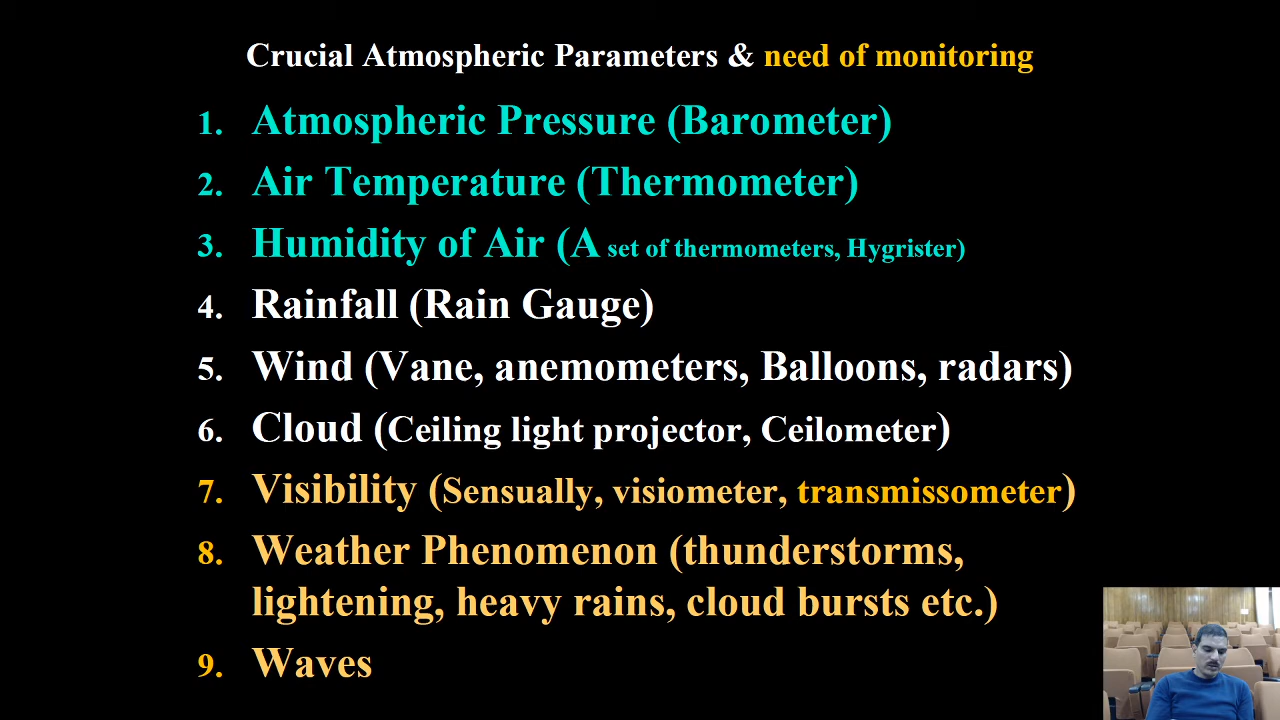 Crucial Atmospheric Parameters & need of monitoring
1. Atmospheric Pressure (Barometer)
2. Air Temperature (Thermometer)
3. Humidity of Air (A set of thermometers, Hygrister)
4. Rainfall (Rain Gauge)
5. Wind (Vane, anemometers, Balloons, radars)
6. Cloud (Ceiling light projector, Ceilometer)
7. Visibility (Sensually, visiometer, transmissometer)
8. Weather Phenomenon (thunderstorms,
lightening, heavy rains, cloud bursts etc.)
9. Waves